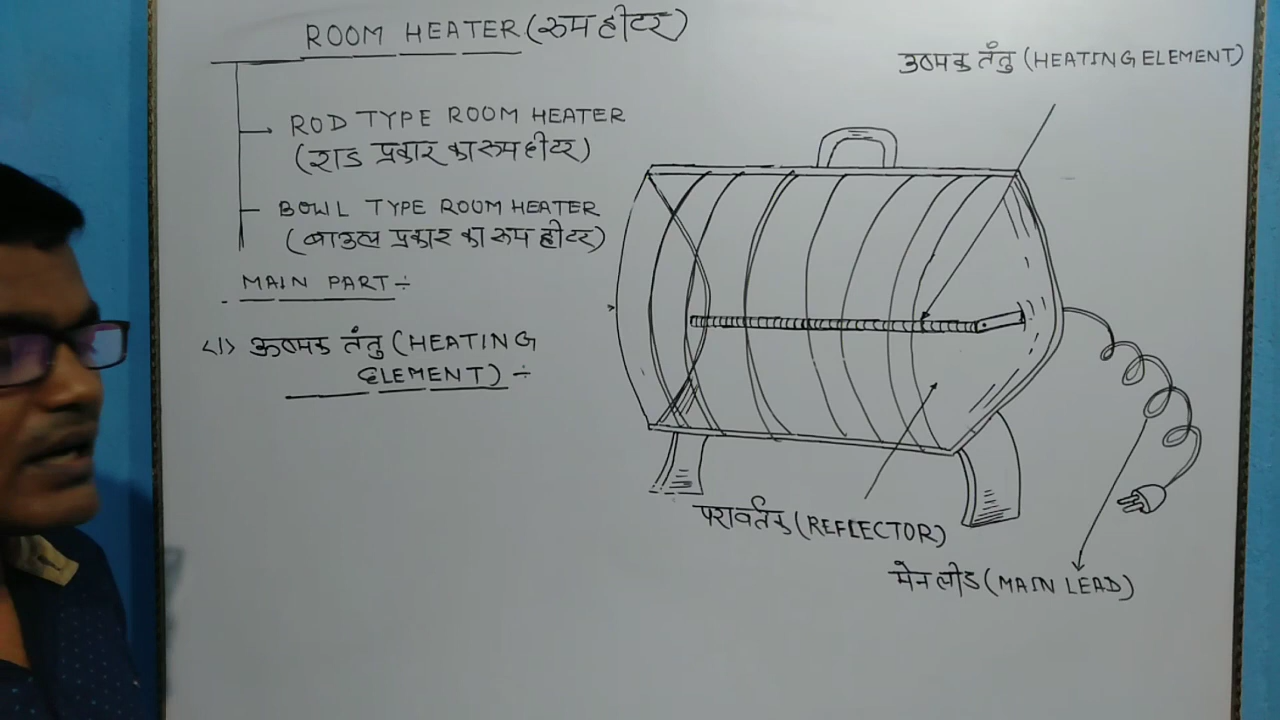 ROOM HEATER (रूम हीटर)
ROD TYPE ROOM HEATER
(राड प्रकार का रूम हीटर)
BOWL TYPE ROOM HEATER
(बाउल प्रकार का रूम हीटर)
MAIN PART ÷
<1> ऊष्मक तंतु (HEATING
ELEMENT) ÷
उष्मक तंतु (HEATING ELEMENT)
परावर्तक (REFLECTOR)
मेन लीड (MAIN LEAD)